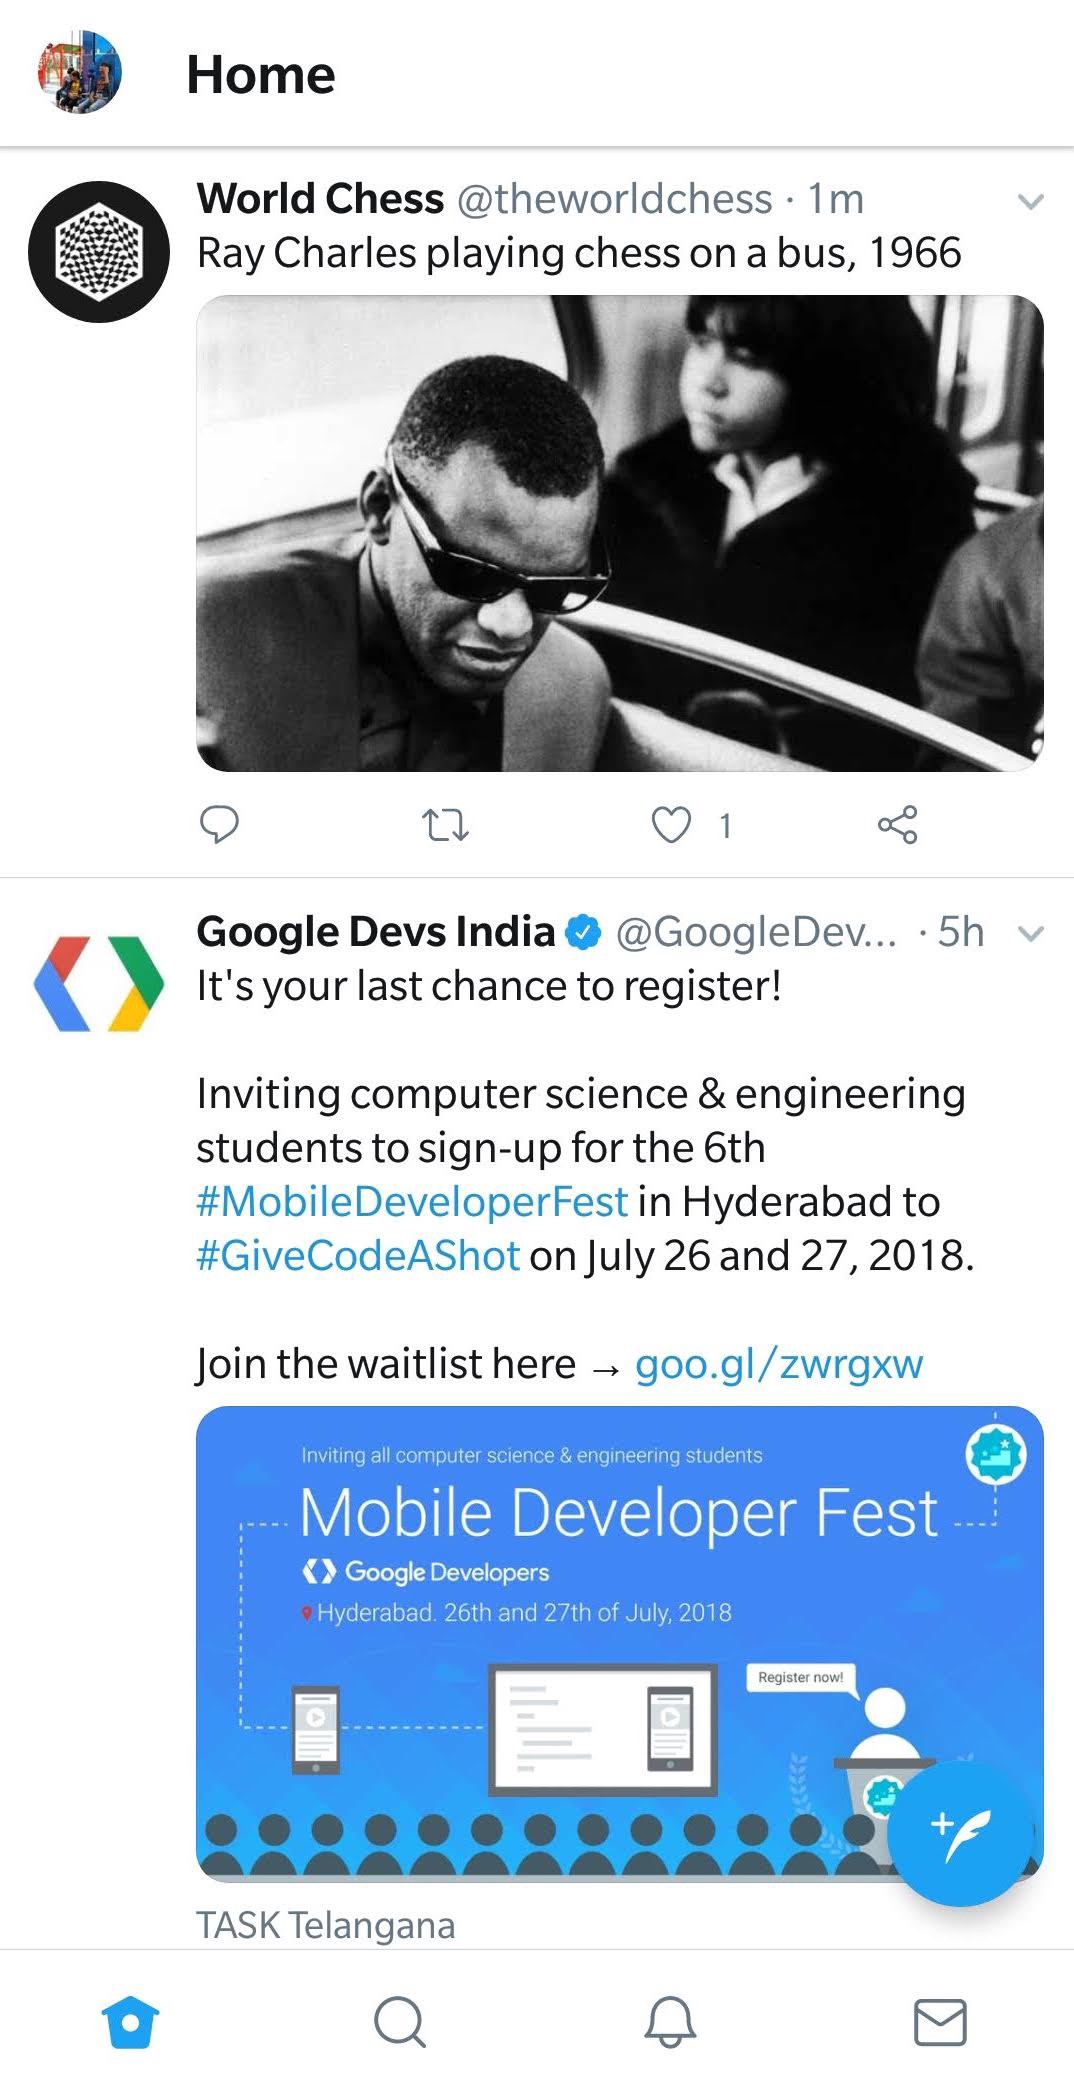 Home
World Chess @theworldchess · 1m
Ray Charles playing chess on a bus, 1966
1
Google Devs India @GoogleDev... · 5h
It's your last chance to register!
Inviting computer science & engineering
students to sign-up for the 6th
#MobileDeveloperFest in Hyderabad to
#GiveCodeAShot on July 26 and 27, 2018.
Join the waitlist here → goo.gl/zwrgxw
Inviting all computer science & engineering students
Mobile Developer Fest
Google Developers
Hyderabad. 26th and 27th of July, 2018
Register now!
TASK Telangana